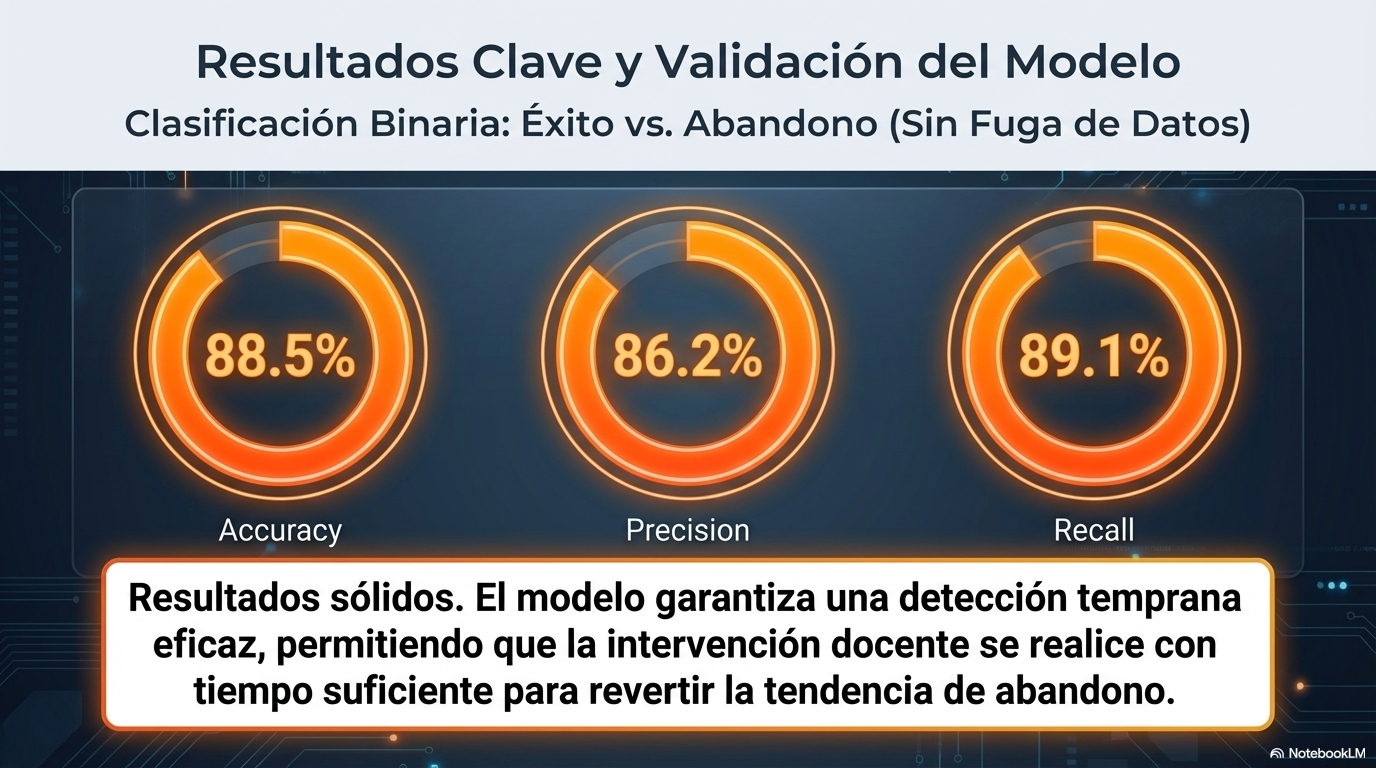 Resultados Clave y Validación del Modelo
Clasificación Binaria: Éxito vs. Abandono (Sin Fuga de Datos)
88.5%
86.2%
89.1%
Accuracy
Precision
Recall
Resultados sólidos. El modelo garantiza una detección temprana
eficaz, permitiendo que la intervención docente se realice con
tiempo suficiente para revertir la tendencia de abandono.
NotebookLM